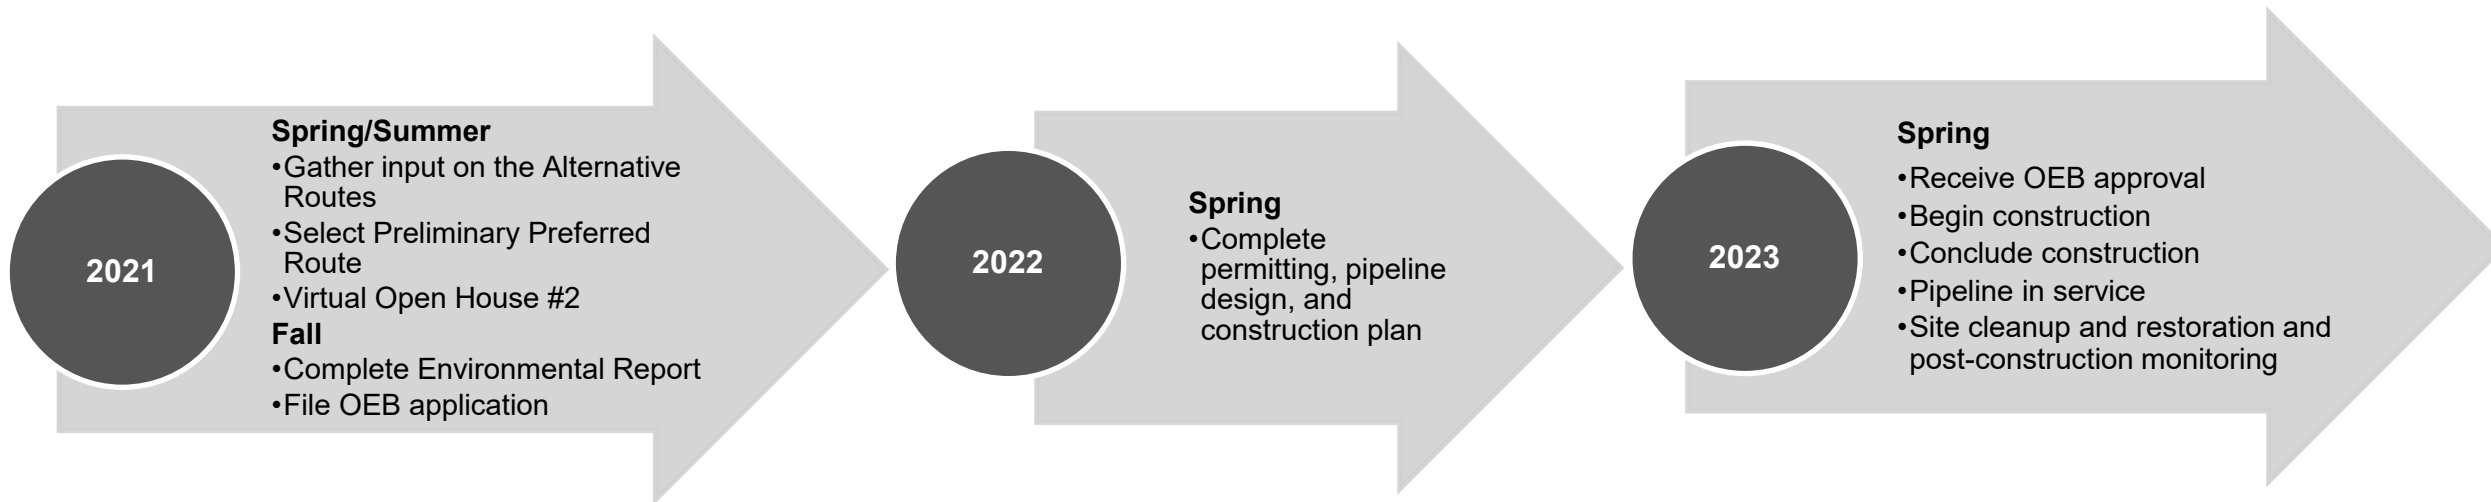 2021
Spring/Summer
•Gather input on the Alternative
Routes
•Select Preliminary Preferred
Route
•Virtual Open House #2
Fall
•Complete Environmental Report
•File OEB application
2022
Spring
•Complete
permitting, pipeline
design, and
construction plan
2023
Spring
•Receive OEB approval
•Begin construction
•Conclude construction
•Pipeline in service
•Site cleanup and restoration and
post-construction monitoring